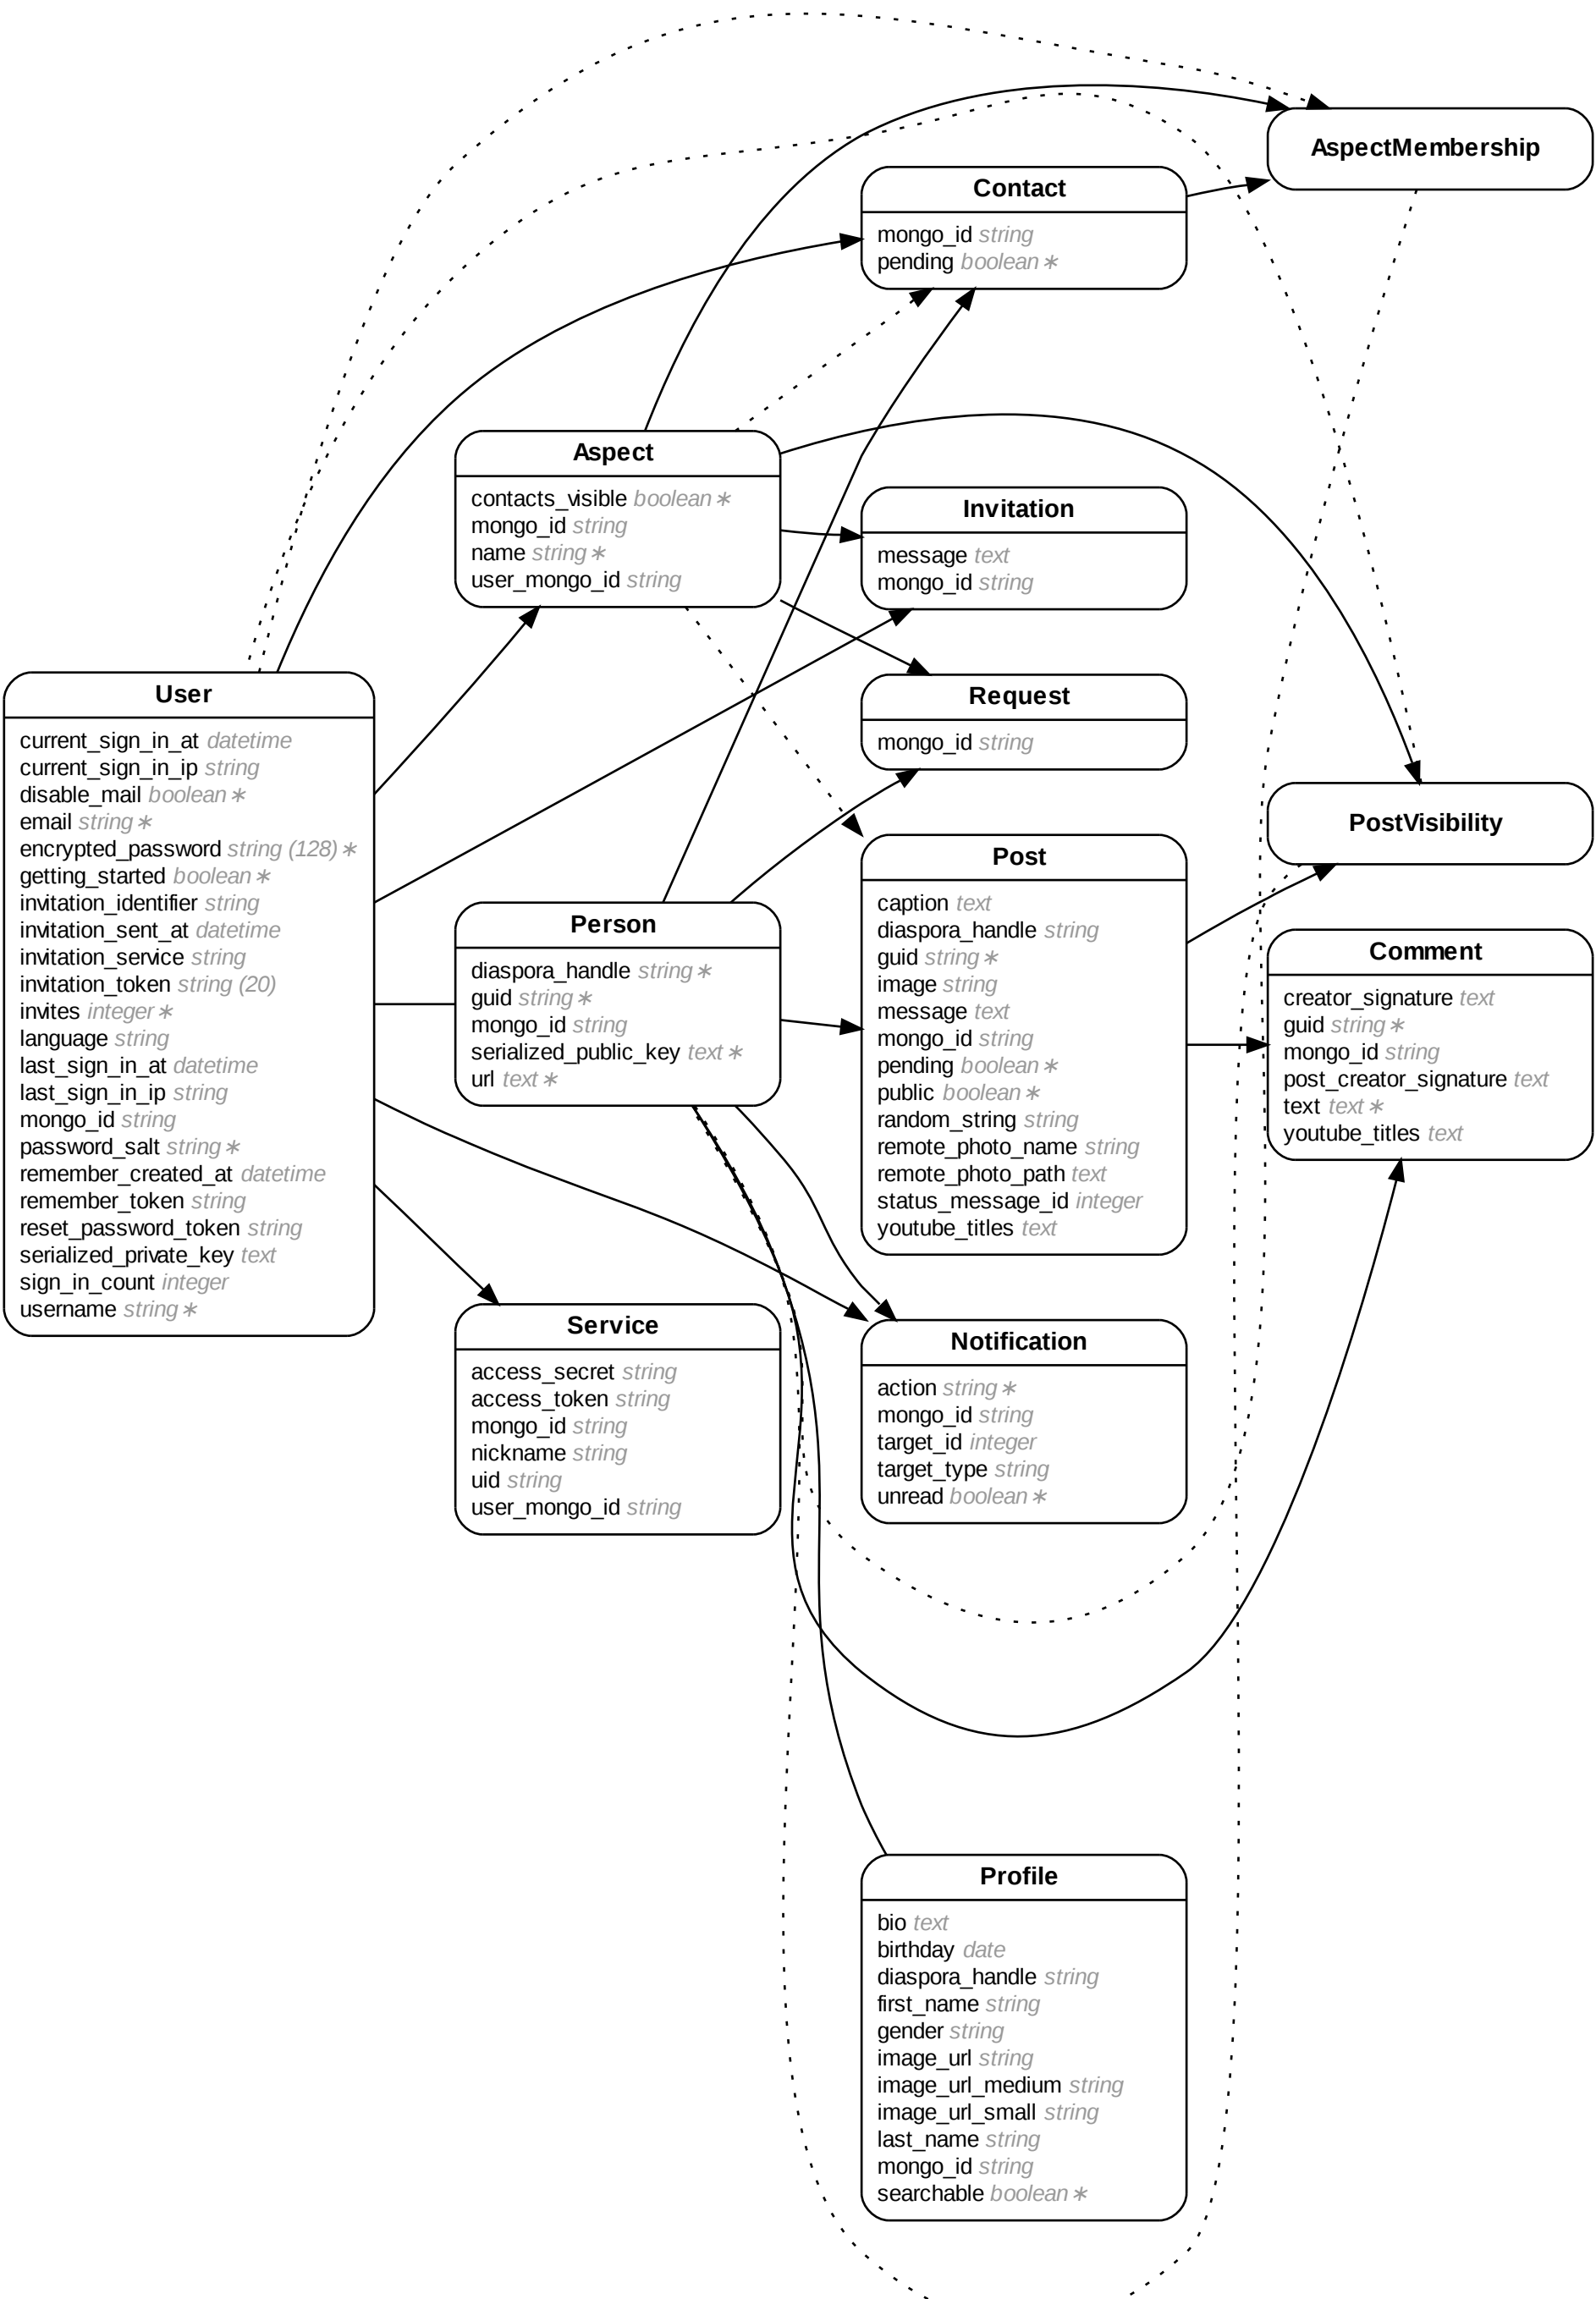 AspectMembership
Contact
mongo_id string
pending boolean∗
Aspect
contacts_visible boolean∗
mongo_id string
name string∗
user_mongo_id string
Invitation
message text
mongo_id string
User
current_sign_in_at datetime
current_sign_in_ip string
disable_mail boolean∗
email string∗
encrypted_password string (128)∗
getting_started boolean∗
invitation_identifier string
invitation_sent_at datetime
invitation_service string
invitation_token string (20)
invites integer∗
language string
last_sign_in_at datetime
last_sign_in_ip string
mongo_id string
password_salt string∗
remember_created_at datetime
remember_token string
reset_password_token string
serialized_private_key text
sign_in_count integer
username string∗
Request
mongo_id string
PostVisibility
Post
caption text
diaspora_handle string
guid string∗
image string
message text
mongo_id string
pending boolean∗
public boolean∗
random_string string
remote_photo_name string
remote_photo_path text
status_message_id integer
youtube_titles text
Person
diaspora_handle string∗
guid string∗
mongo_id string
serialized_public_key text∗
url text∗
Comment
creator_signature text
guid string∗
mongo_id string
post_creator_signature text
text text∗
youtube_titles text
Service
access_secret string
access_token string
mongo_id string
nickname string
uid string
user_mongo_id string
Notification
action string∗
mongo_id string
target_id integer
target_type string
unread boolean∗
Profile
bio text
birthday date
diaspora_handle string
first_name string
gender string
image_url string
image_url_medium string
image_url_small string
last_name string
mongo_id string
searchable boolean∗